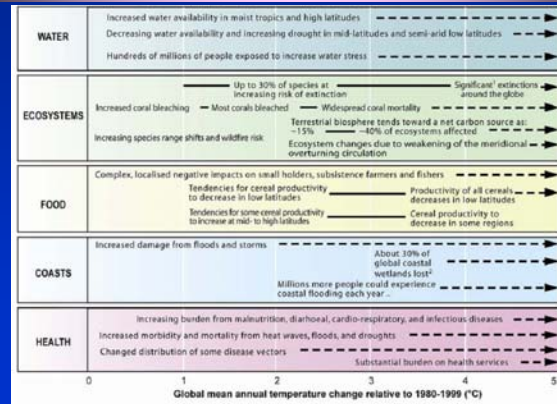 WATER
Increased water availability in moist tropics and high latitudes
Decreasing water availability and increasing drought in mid-latitudes and semi-arid low latitudes
Hundreds of millions of people exposed to increase water stress
ECOSYSTEMS
Up to 30% of species at
increasing risk of extinction
Significant¹ extinctions
around the globe
Increased coral bleaching
Most corals bleached
Widespread coral mortality
Terrestrial biosphere tends toward a net carbon source as:
~15%
~40% of ecosystems affected
Increasing species range shifts and wildfire risk
Ecosystem changes due to weakening of the meridional
overturning circulation
FOOD
Complex, localised negative impacts on small holders, subsistence farmers and fishers
Tendencies for cereal productivity
to decrease in low latitudes
Productivity of all cereals
decreases in low latitudes
Tendencies for some cereal productivity
to increase at mid- to high latitudes
Cereal productivity to
decrease in some regions
COASTS
Increased damage from floods and storms
About 30% of
global coastal
wetlands lost²
Millions more people could experience
coastal flooding each year
HEALTH
Increasing burden from malnutrition, diarhoeal, cardio-respiratory, and infectious diseases
Increased morbidity and mortality from heat waves, floods, and droughts
Changed distribution of some disease vectors
Substantial burden on health services
0 1 2 3 4 5
Global mean annual temperature change relative to 1980-1999 (°C)